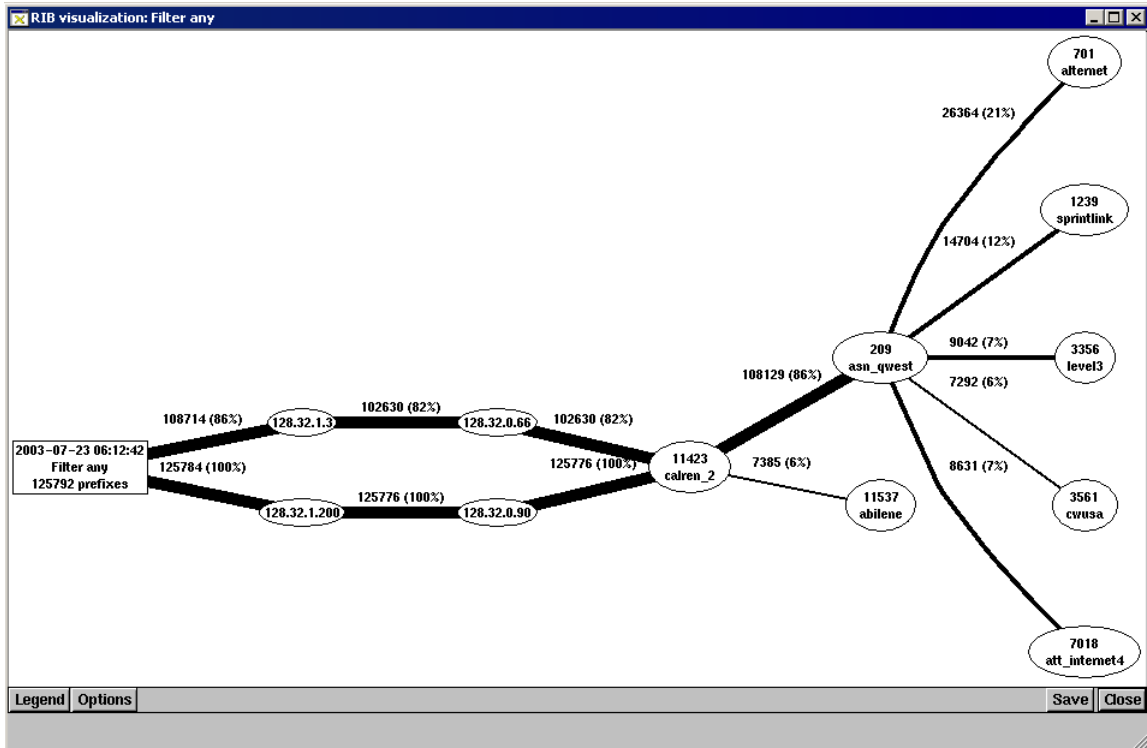 RIB visualization: Filter any
701
alternet
26364 (21%)
1239
sprintlink
14704 (12%)
209
asn_qwest
9042 (7%)
3356
level3
7292 (6%)
108129 (86%)
108714 (86%)
128.32.1.3
102630 (82%)
128.32.0.66
102630 (82%)
2003-07-23 06:12:42
Filter any
125792 prefixes
125784 (100%)
125776 (100%)
11423
calren_2
7385 (6%)
8631 (7%)
128.32.1.200
125776 (100%)
128.32.0.90
11537
abilene
3561
cwusa
7018
att_internet4
Legend
Options
Save
Close